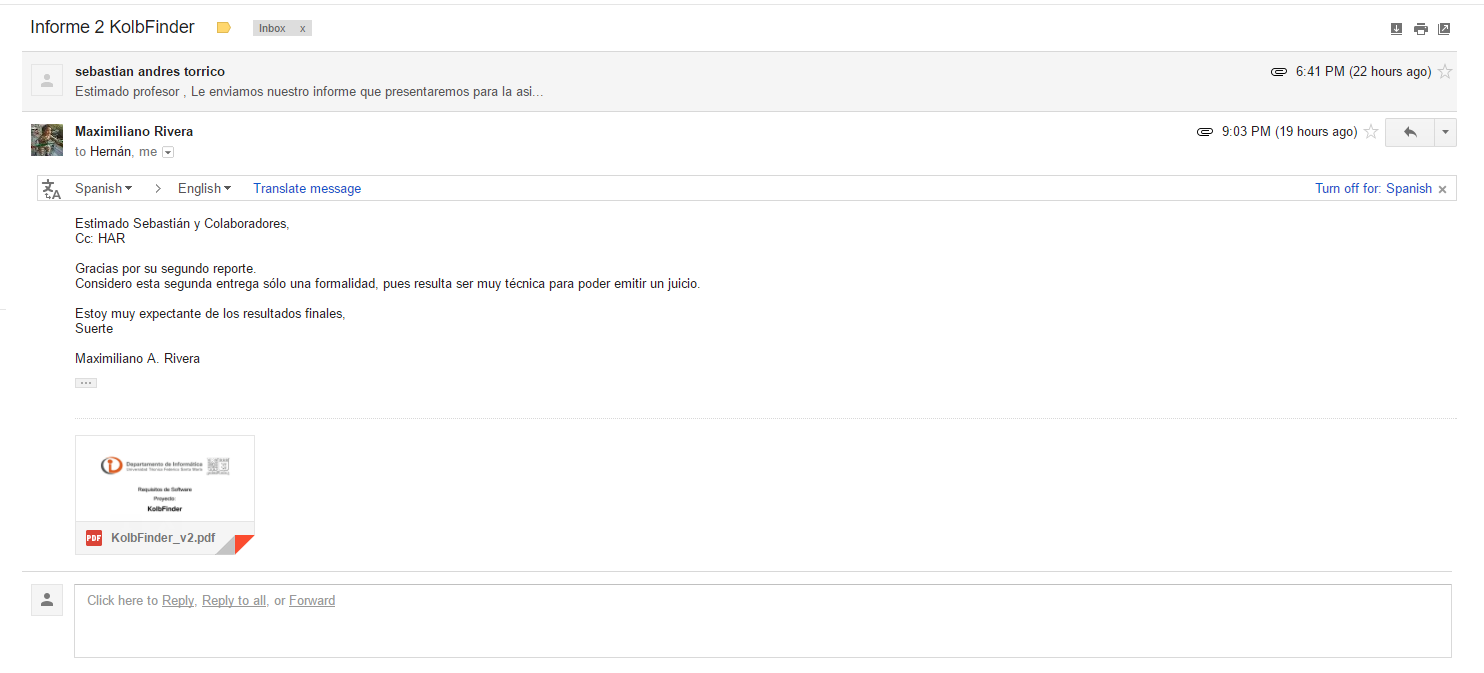 Informe 2 KolbFinder
Inbox x
sebastian andres torrico
6:41 PM (22 hours ago)
Estimado profesor , Le enviamos nuestro informe que presentaremos para la asi...
Maximiliano Rivera
9:03 PM (19 hours ago)
to Hernán, me
Spanish > English Translate message
Turn off for: Spanish x
Estimado Sebastián y Colaboradores,
Cc: HAR
Gracias por su segundo reporte.
Considero esta segunda entrega sólo una formalidad, pues resulta ser muy técnica para poder emitir un juicio.
Estoy muy expectante de los resultados finales,
Suerte
Maximiliano A. Rivera
...
Departamento de Informática
Universidad Técnica Federico Santa María
Requisitos de Software
Proyecto:
KolbFinder
PDF KolbFinder_v2.pdf
Click here to Reply, Reply to all, or Forward